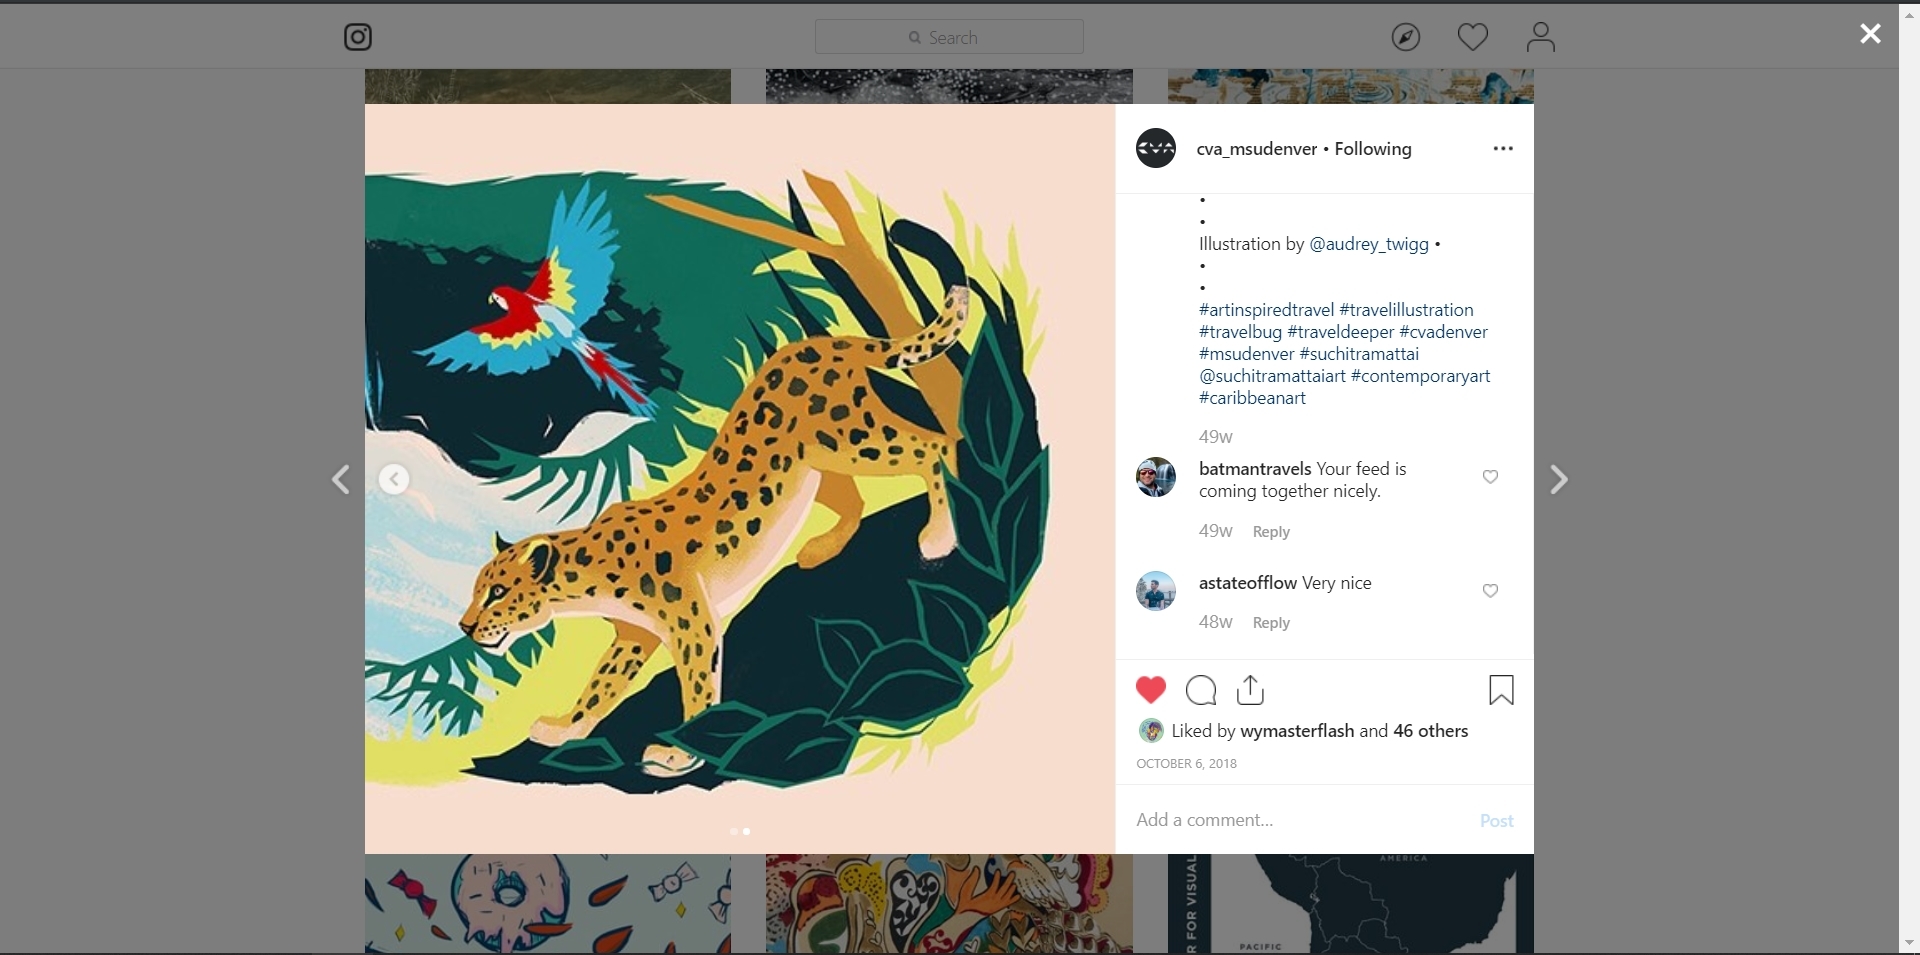 Search
cva_msudenver • Following
•
•
Illustration by @audrey_twigg •
•
•
#artinspiredtravel #travelillustration
#travelbug #traveldeeper #cvadenver
#msudenver #suchitramattai
@suchitramattaiart #contemporaryart
#caribbeanart
49w
batmantravels Your feed is
coming together nicely.
49w Reply
astateofflow Very nice
48w Reply
Liked by wymasterflash and 46 others
OCTOBER 6, 2018
Add a comment... Post
AMERICA
R FOR VISUAL
PACIFIC